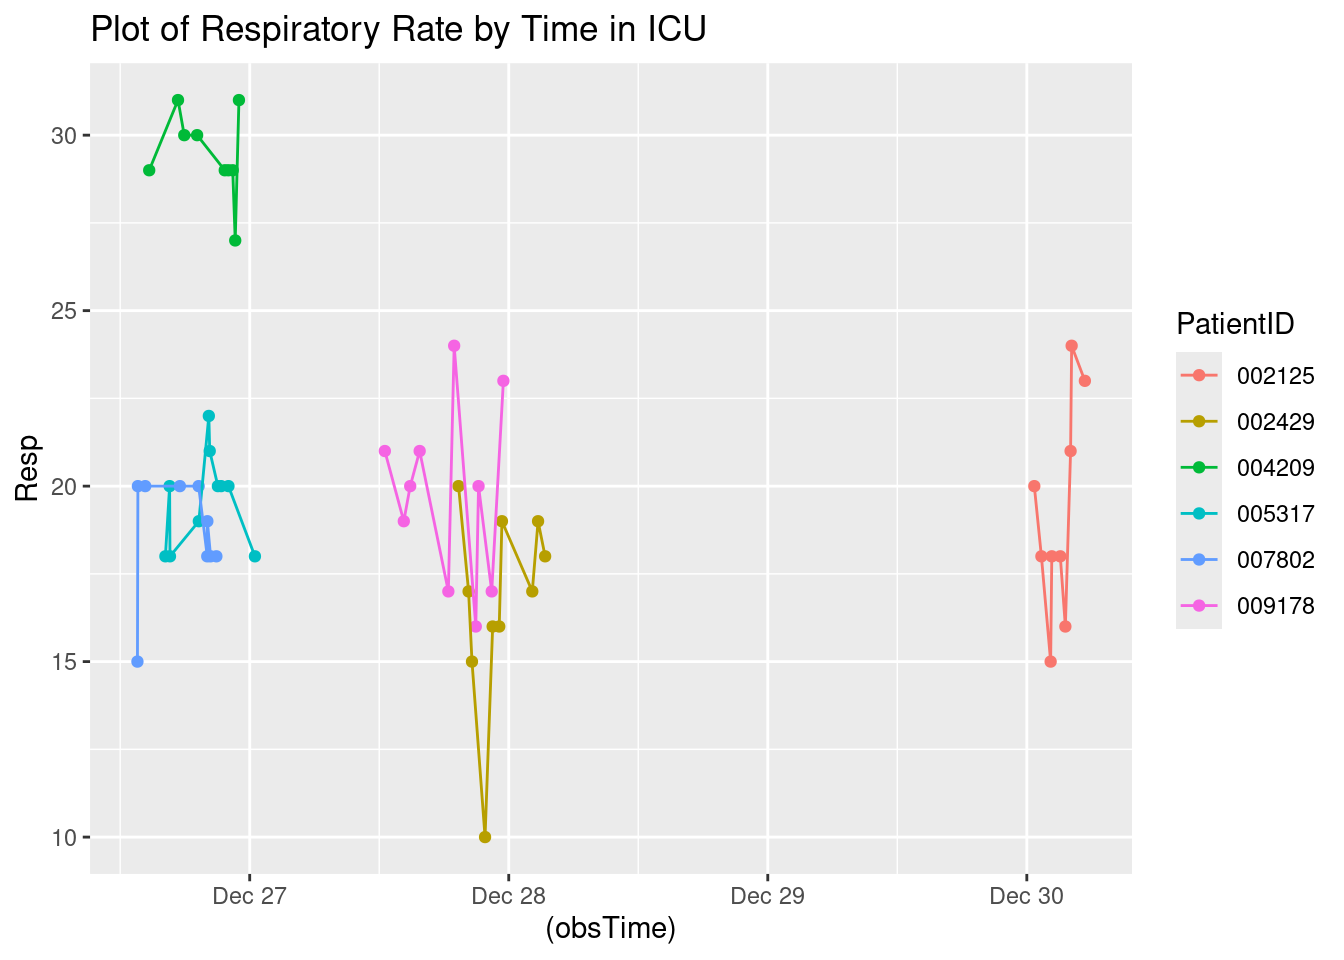 Plot of Respiratory Rate by Time in ICU
30
25
20
15
10
Resp
Dec 27
Dec 28
Dec 29
Dec 30
(obsTime)
PatientID
002125
002429
004209
005317
007802
009178